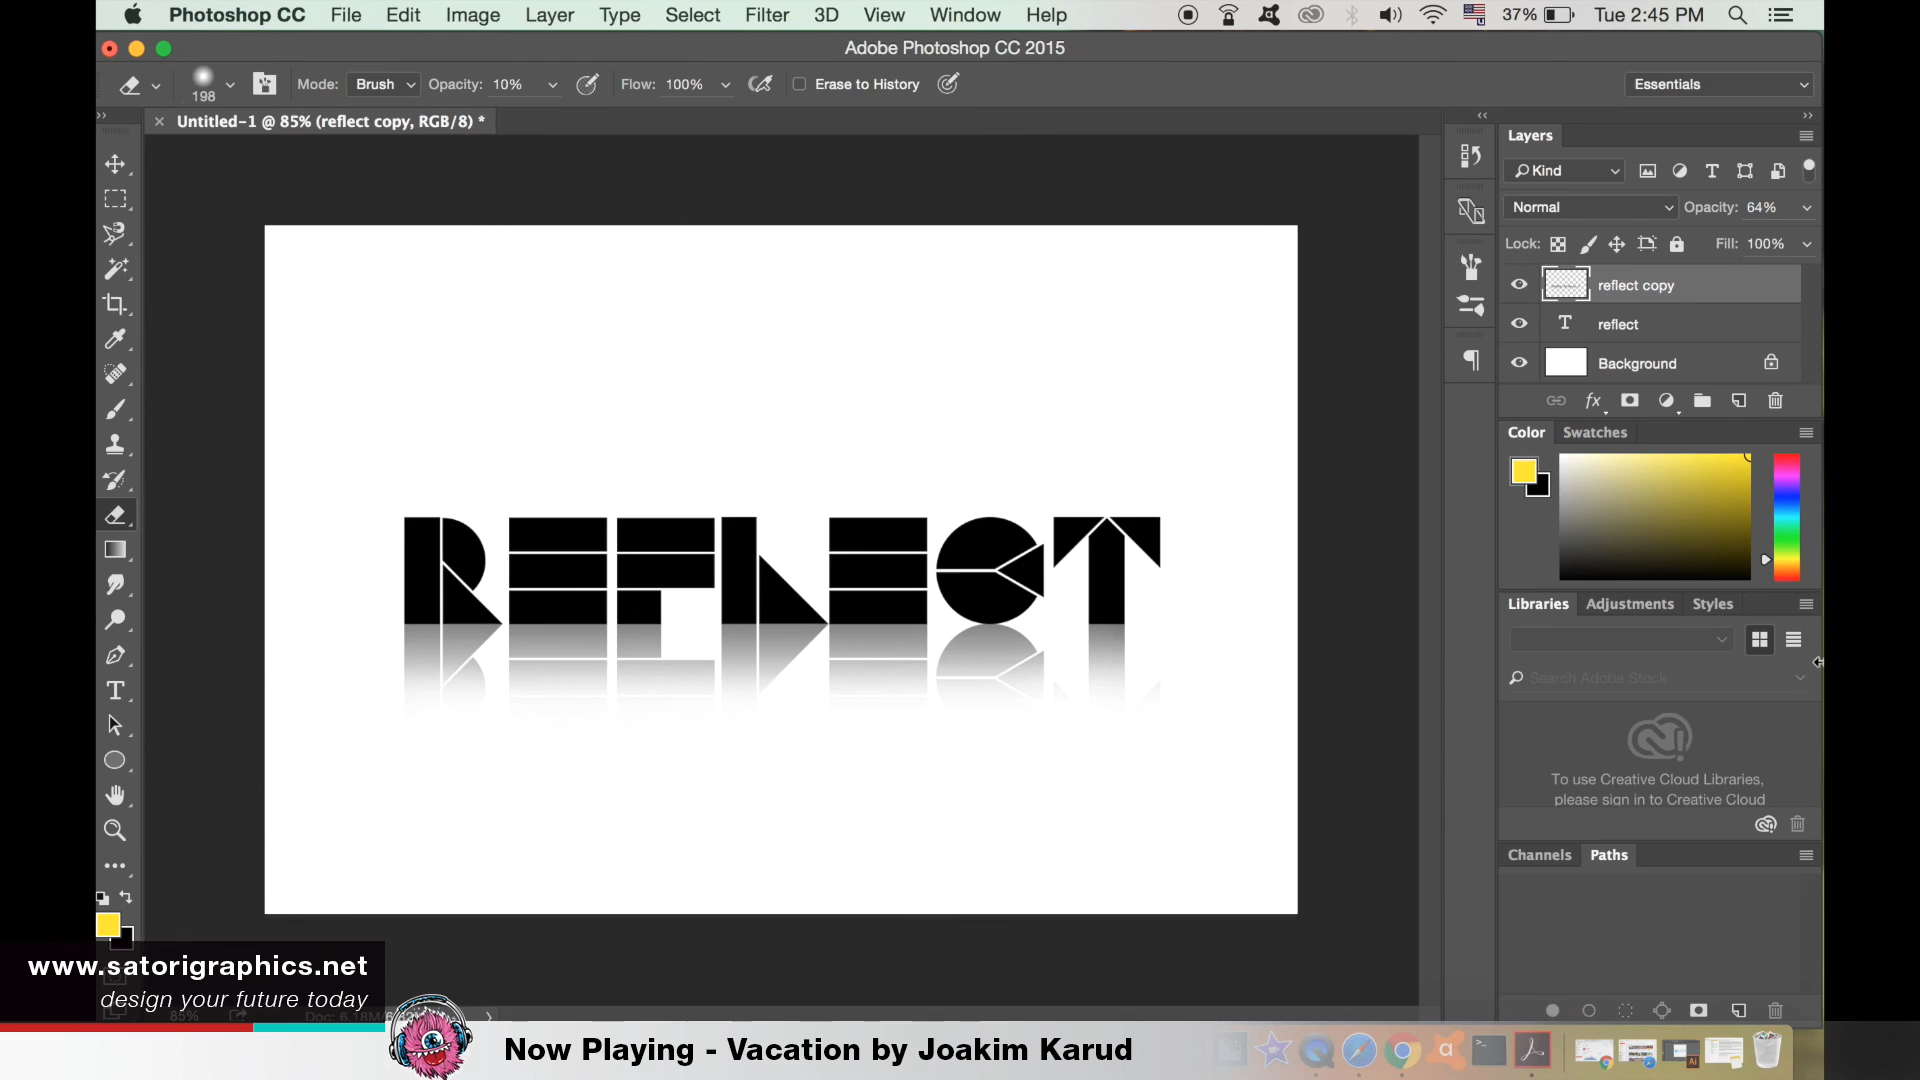 Photoshop CC File Edit Image Layer Type Select Filter 3D View Window Help 37% Tue 2:45 PM
Adobe Photoshop CC 2015
198 Mode: Brush Opacity: 10% Flow: 100% Erase to History Essentials
Untitled-1 @ 85% (reflect copy, RGB/8) *
Layers
Kind
Normal Opacity: 64%
Lock: Fill: 100%
reflect copy
reflect
Background
Color Swatches
REFLECT
Libraries Adjustments Styles
Search Adobe Stock
To use Creative Cloud Libraries,
please sign in to Creative Cloud
Channels Paths
www.satorigraphics.net
design your future today
85%
Now Playing - Vacation by Joakim Karud